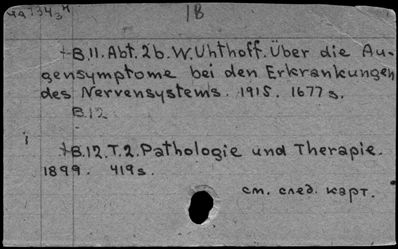 18
+B.11. Abt. 2b. W. Uhthoff. Über die Au-
gensymptome bei den Erkrankungen
des Nervensystems. 1915. 1677 s.
B.12
+B.12. T.2. Pathologie und Therapie.
1899. 419 s.
см. след. карт.